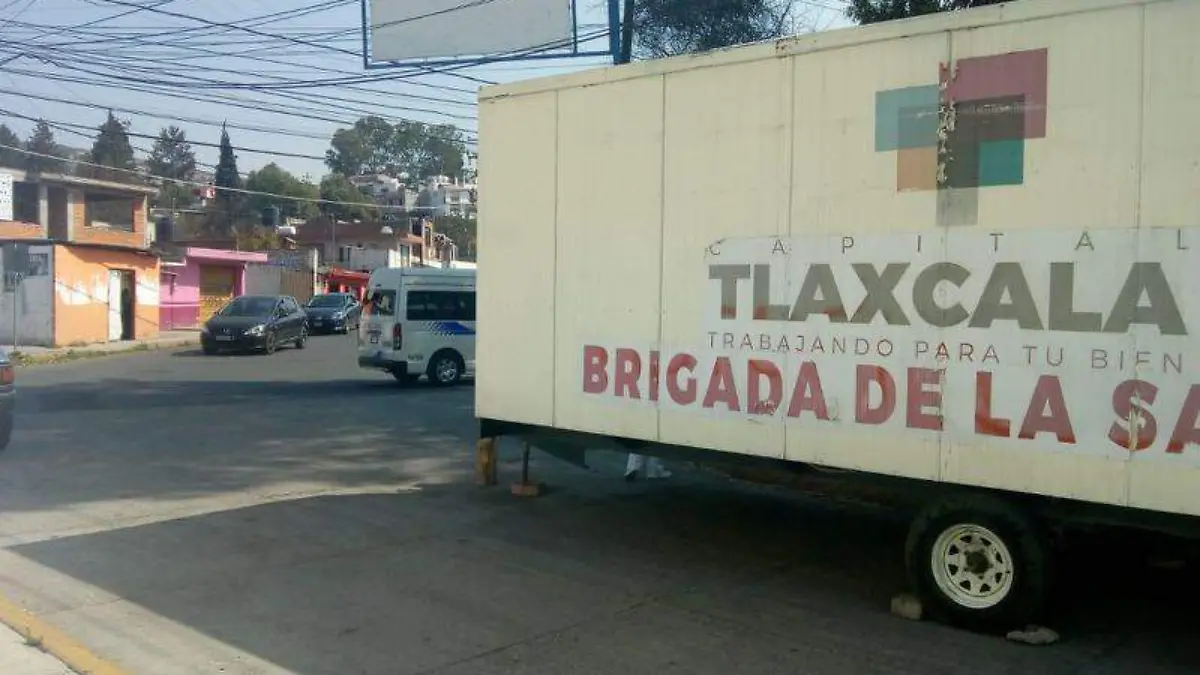 CAPITAL
TLAXCALA
TRABAJANDO PARA TU BIEN
BRIGADA DE LA SA